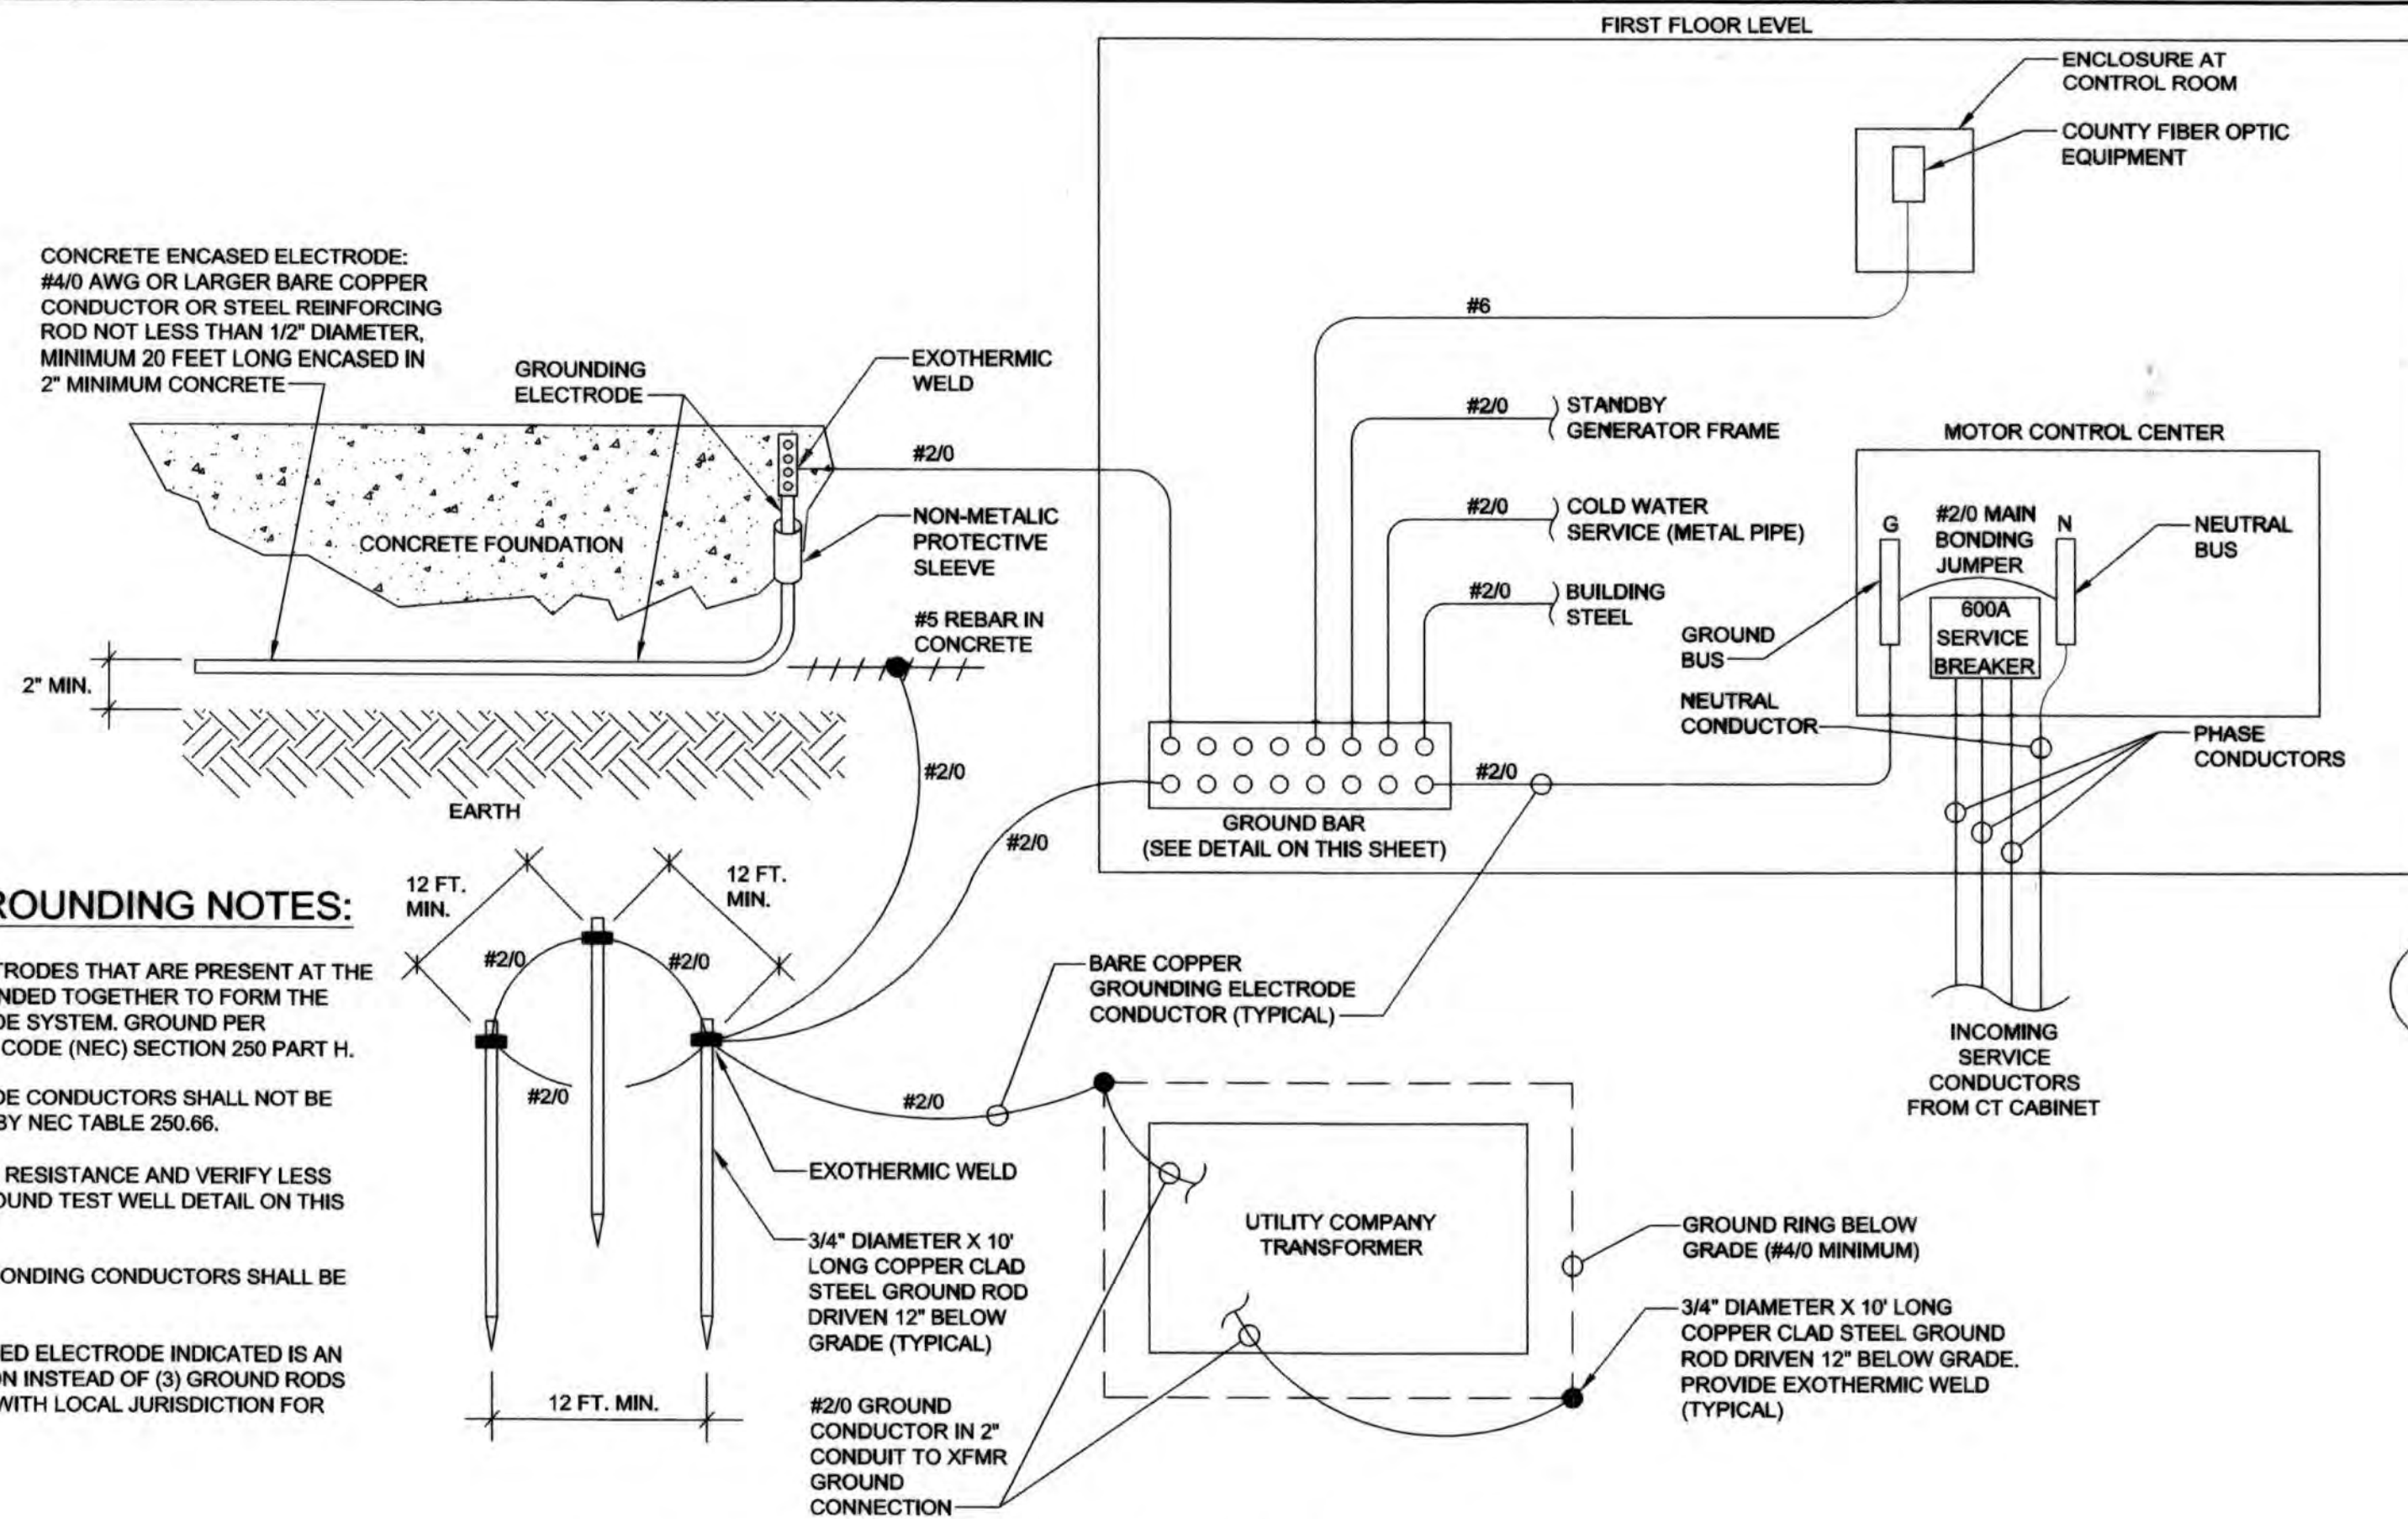 FIRST FLOOR LEVEL
ENCLOSURE AT
CONTROL ROOM
COUNTY FIBER OPTIC
EQUIPMENT
CONCRETE ENCASED ELECTRODE:
#4/0 AWG OR LARGER BARE COPPER
CONDUCTOR OR STEEL REINFORCING
ROD NOT LESS THAN 1/2" DIAMETER,
MINIMUM 20 FEET LONG ENCASED IN
2" MINIMUM CONCRETE
GROUNDING
ELECTRODE
EXOTHERMIC
WELD
#2/0
CONCRETE FOUNDATION
NON-METALIC
PROTECTIVE
SLEEVE
#5 REBAR IN
CONCRETE
2" MIN.
EARTH
#2/0
#2/0
#6
#2/0
STANDBY
GENERATOR FRAME
#2/0
COLD WATER
SERVICE (METAL PIPE)
#2/0
BUILDING
STEEL
MOTOR CONTROL CENTER
G
#2/0 MAIN
BONDING
JUMPER
N
NEUTRAL
BUS
600A
SERVICE
BREAKER
GROUND
BUS
NEUTRAL
CONDUCTOR
PHASE
CONDUCTORS
#2/0
GROUND BAR
(SEE DETAIL ON THIS SHEET)
INCOMING
SERVICE
CONDUCTORS
FROM CT CABINET
ROUNDING NOTES:
TRODES THAT ARE PRESENT AT THE
NDED TOGETHER TO FORM THE
DE SYSTEM. GROUND PER
CODE (NEC) SECTION 250 PART H.
DE CONDUCTORS SHALL NOT BE
BY NEC TABLE 250.66.
RESISTANCE AND VERIFY LESS
OUND TEST WELL DETAIL ON THIS
ONDING CONDUCTORS SHALL BE
ED ELECTRODE INDICATED IS AN
ON INSTEAD OF (3) GROUND RODS
WITH LOCAL JURISDICTION FOR
12 FT.
MIN.
12 FT.
MIN.
#2/0
#2/0
#2/0
12 FT. MIN.
BARE COPPER
GROUNDING ELECTRODE
CONDUCTOR (TYPICAL)
#2/0
EXOTHERMIC WELD
3/4" DIAMETER X 10'
LONG COPPER CLAD
STEEL GROUND ROD
DRIVEN 12" BELOW
GRADE (TYPICAL)
#2/0 GROUND
CONDUCTOR IN 2"
CONDUIT TO XFMR
GROUND
CONNECTION
UTILITY COMPANY
TRANSFORMER
GROUND RING BELOW
GRADE (#4/0 MINIMUM)
3/4" DIAMETER X 10' LONG
COPPER CLAD STEEL GROUND
ROD DRIVEN 12" BELOW GRADE.
PROVIDE EXOTHERMIC WELD
(TYPICAL)